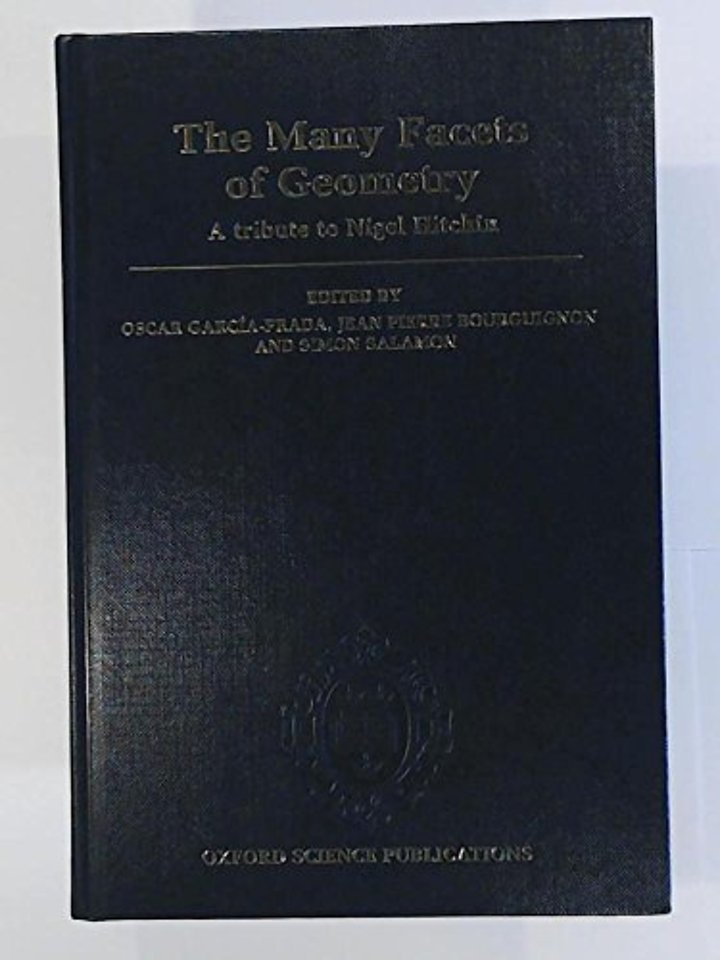 The Many Facets
of Geometry
A tribute to Nigel Hitchin
EDITED BY
OSCAR GARCÍA-PRADA, JEAN PIERRE BOURGUIGNON
AND SIMON SALAMON
OXFORD SCIENCE PUBLICATIONS